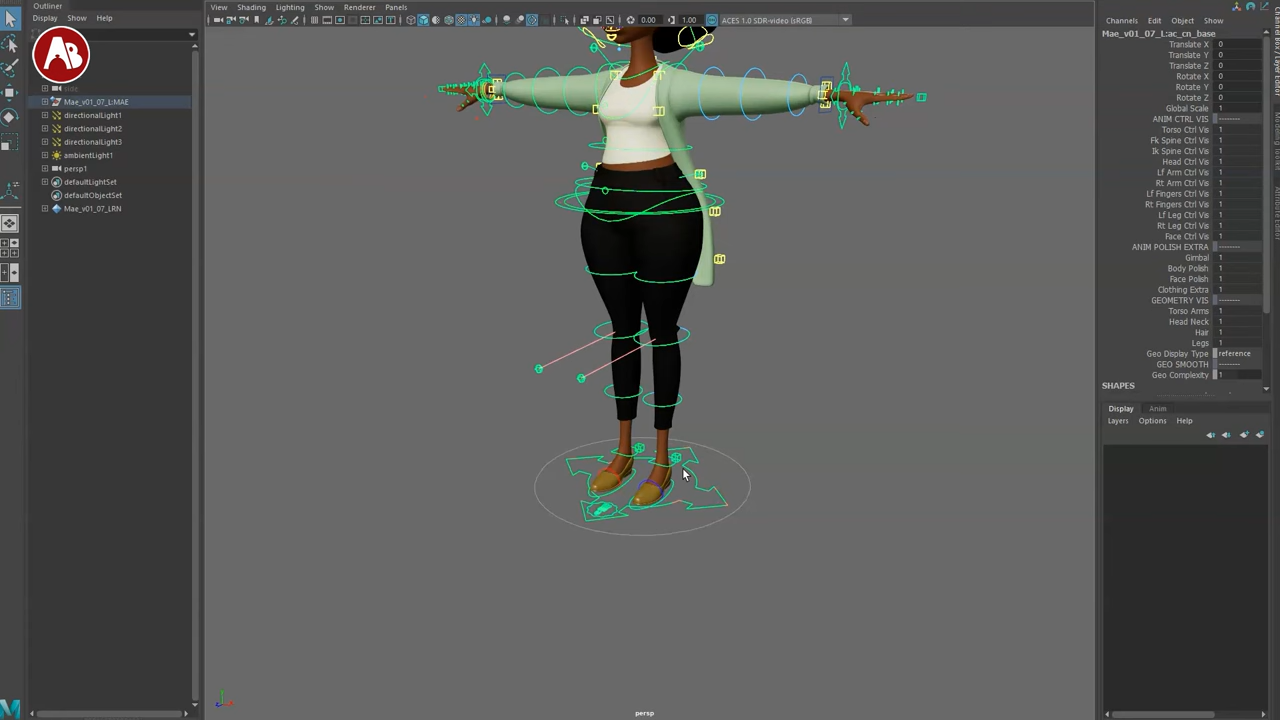 Outliner
Display Show Help
AB
side
Mae_v01_07_L:MAE
directionalLight1
directionalLight2
directionalLight3
ambientLight1
persp1
defaultLightSet
defaultObjectSet
Mae_v01_07_LRN
View Shading Lighting Show Renderer Panels
0.00
1.00
ACES 1.0 SDR-video (sRGB)
persp
Channels Edit Object Show
Mae_v01_07_L:ac_cn_base
Translate X 0
Translate Y 0
Translate Z 0
Rotate X 0
Rotate Y 0
Rotate Z 0
Global Scale 1
ANIM CTRL VIS --------
Torso Ctrl Vis 1
Fk Spine Ctrl Vis 1
Ik Spine Ctrl Vis 1
Head Ctrl Vis 1
Lf Arm Ctrl Vis 1
Rt Arm Ctrl Vis 1
Lf Fingers Ctrl Vis 1
Rt Fingers Ctrl Vis 1
Lf Leg Ctrl Vis 1
Rt Leg Ctrl Vis 1
Face Ctrl Vis 1
ANIM POLISH EXTRA --------
Gimbal 1
Body Polish 1
Face Polish 1
Clothing Extra 1
GEOMETRY VIS --------
Torso Arms 1
Head Neck 1
Hair 1
Legs 1
Geo Display Type reference
GEO SMOOTH --------
Geo Complexity 1
SHAPES
Display Anim
Layers Options Help